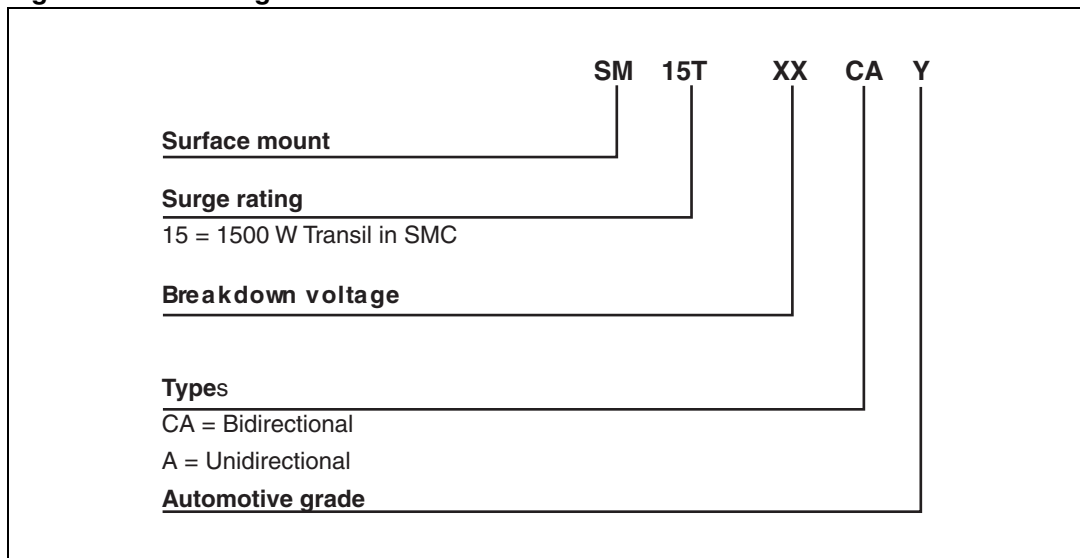 SM 15T XX CA Y
Surface mount
Surge rating
15 = 1500 W Transil in SMC
Breakdown voltage
Types
CA = Bidirectional
A = Unidirectional
Automotive grade